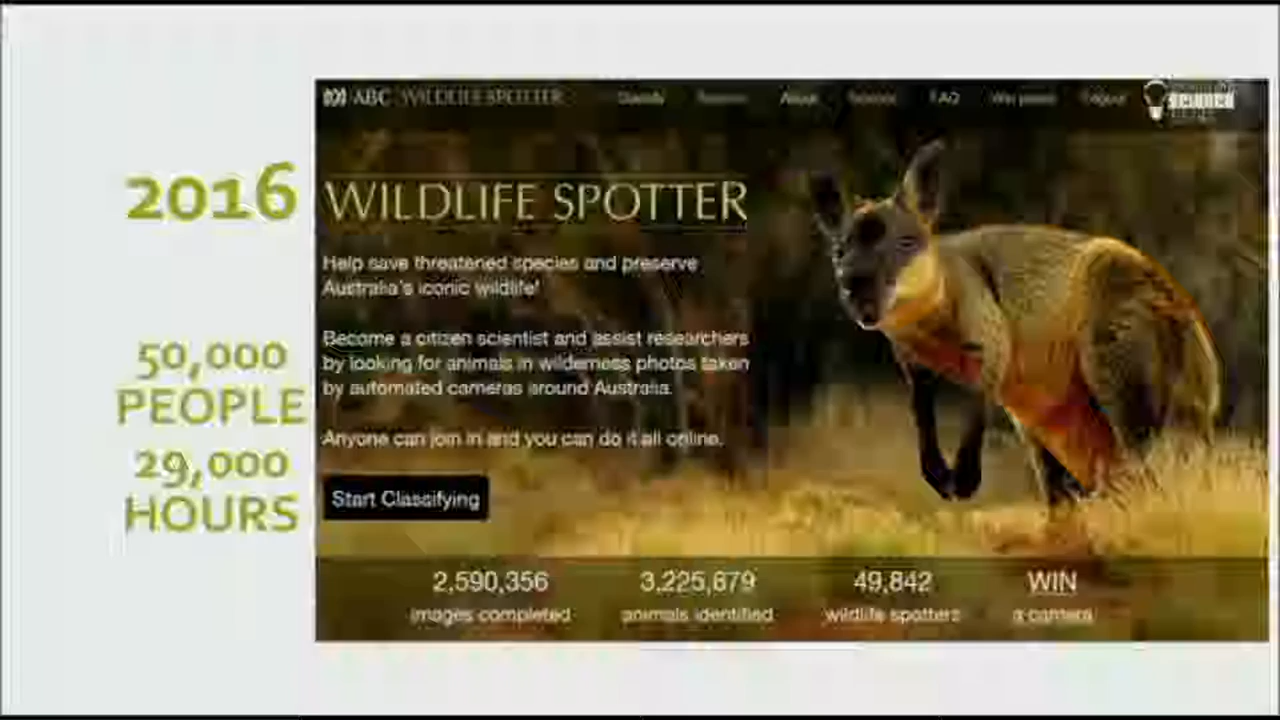 2016
50,000
PEOPLE
29,000
HOURS
ABC WILDLIFE SPOTTER
About
FAQ
SCIENCE
WILDLIFE SPOTTER
Help save threatened species and preserve
Australia's iconic wildlife!
Become a citizen scientist and assist researchers
by looking for animals in wilderness photos taken
by automated cameras around Australia.
Anyone can join in and you can do it all online.
Start Classifying
2,590,356
images completed
3,225,679
animals identified
49,842
wildlife spotters
WIN
a camera